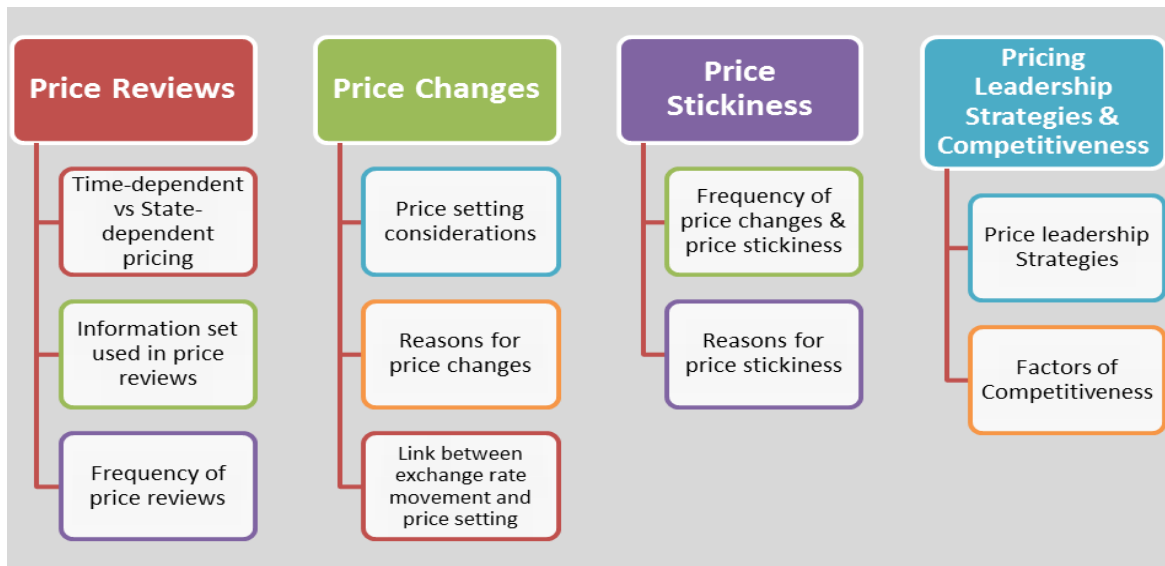 Price Reviews
Time-dependent
vs State-
dependent
pricing
Information set
used in price
reviews
Frequency of
price reviews
Price Changes
Price setting
considerations
Reasons for
price changes
Link between
exchange rate
movement and
price setting
Price
Stickiness
Frequency of
price changes &
price stickiness
Reasons for
price stickiness
Pricing
Leadership
Strategies &
Competitiveness
Price leadership
Strategies
Factors of
Competitiveness